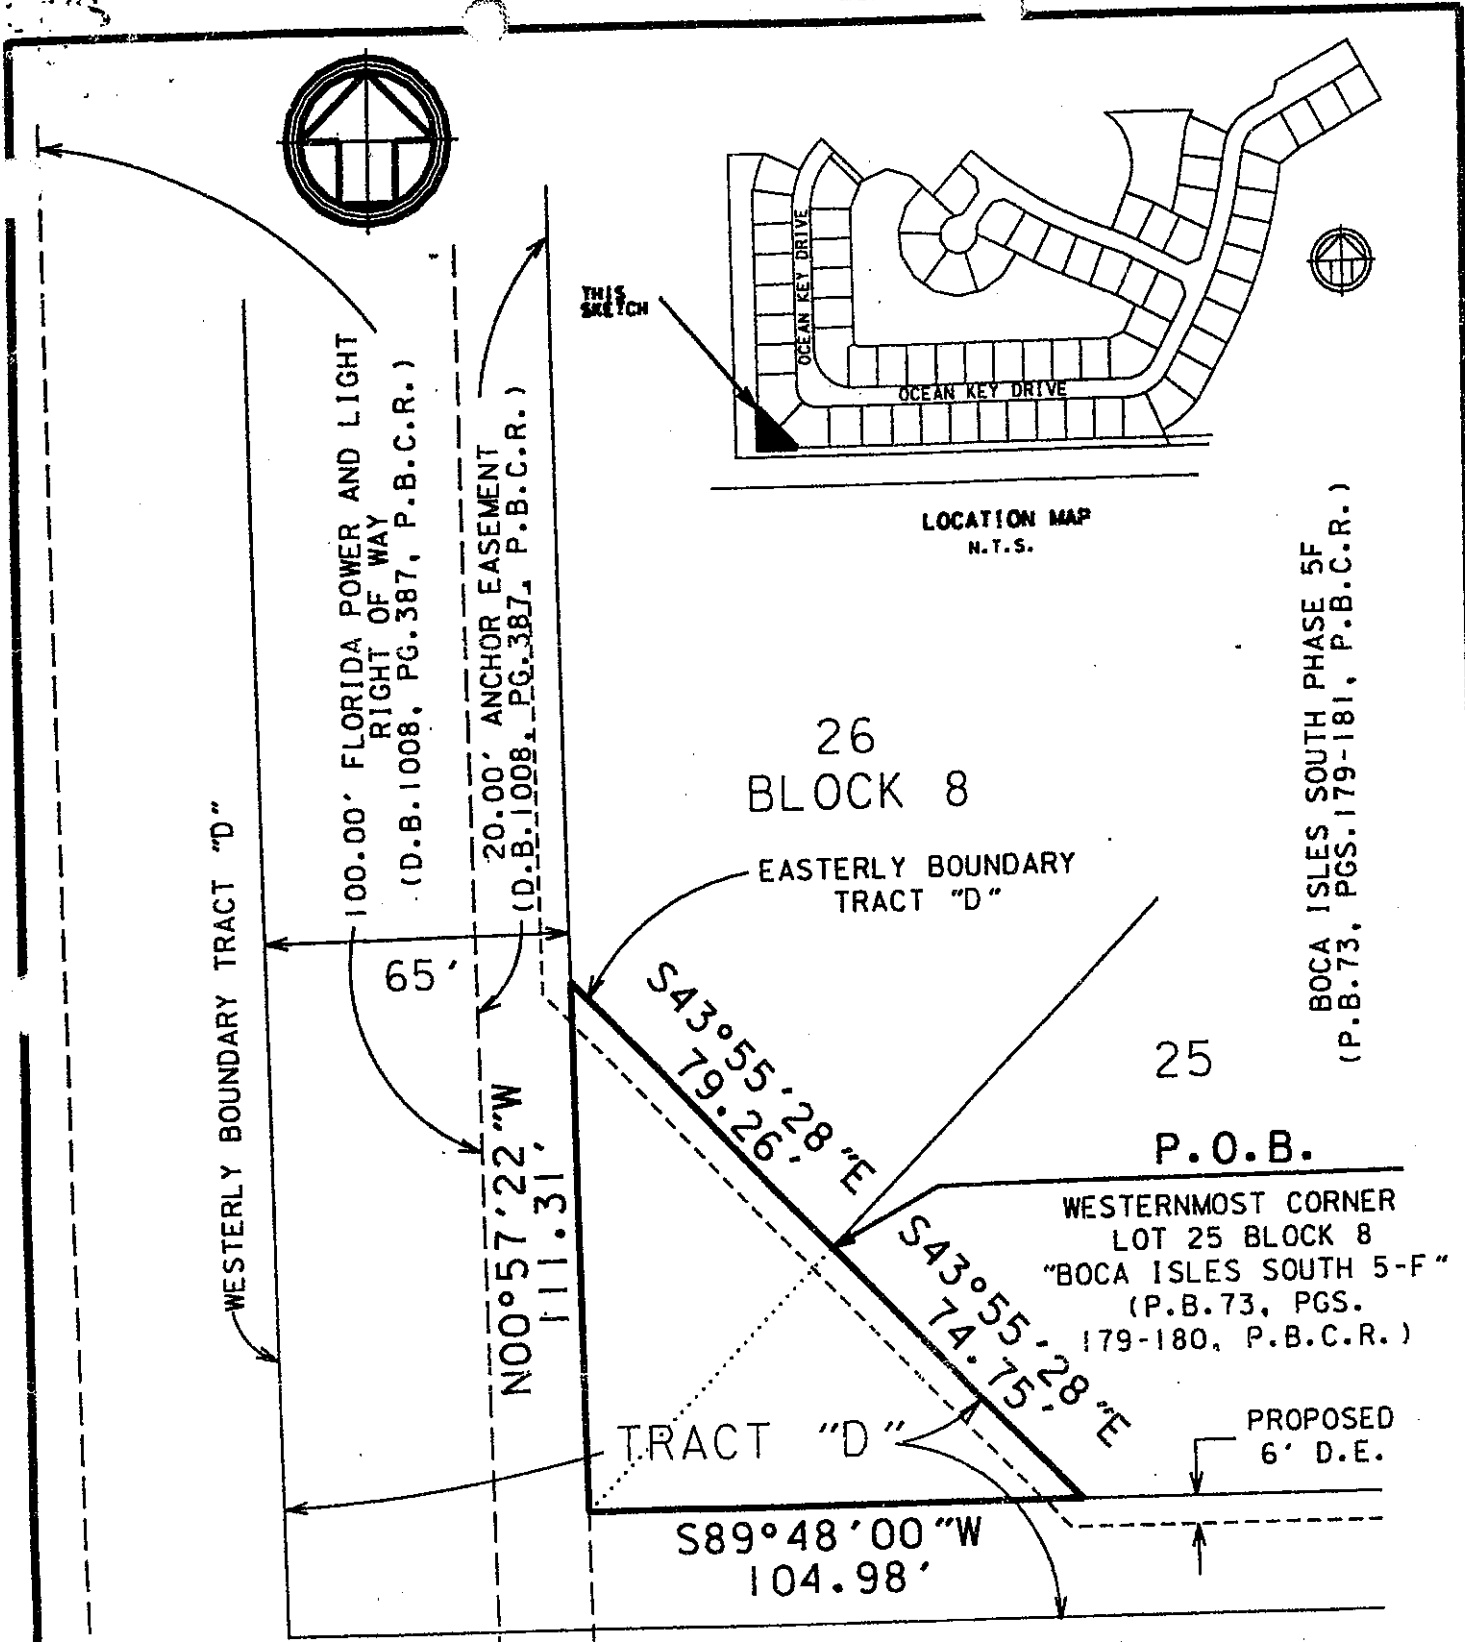 THIS
SKETCH
OCEAN KEY DRIVE
OCEAN KEY DRIVE
LOCATION MAP
N.T.S.
100.00' FLORIDA POWER AND LIGHT
RIGHT OF WAY
(D.B.1008, PG.387, P.B.C.R.)
20.00' ANCHOR EASEMENT
(D.B.1008, PG.387, P.B.C.R.)
BOCA ISLES SOUTH PHASE 5F
(P.B.73, PGS.179-181, P.B.C.R.)
26
BLOCK 8
EASTERLY BOUNDARY
TRACT "D"
WESTERLY BOUNDARY TRACT "D"
65'
S43°55'28"E
79.26'
25
P.O.B.
WESTERNMOST CORNER
LOT 25 BLOCK 8
"BOCA ISLES SOUTH 5-F"
(P.B.73, PGS.
179-180, P.B.C.R.)
N00°57'22"W
111.31'
S43°55'28"E
74.75'
TRACT "D"
PROPOSED
6' D.E.
S89°48'00"W
104.98'